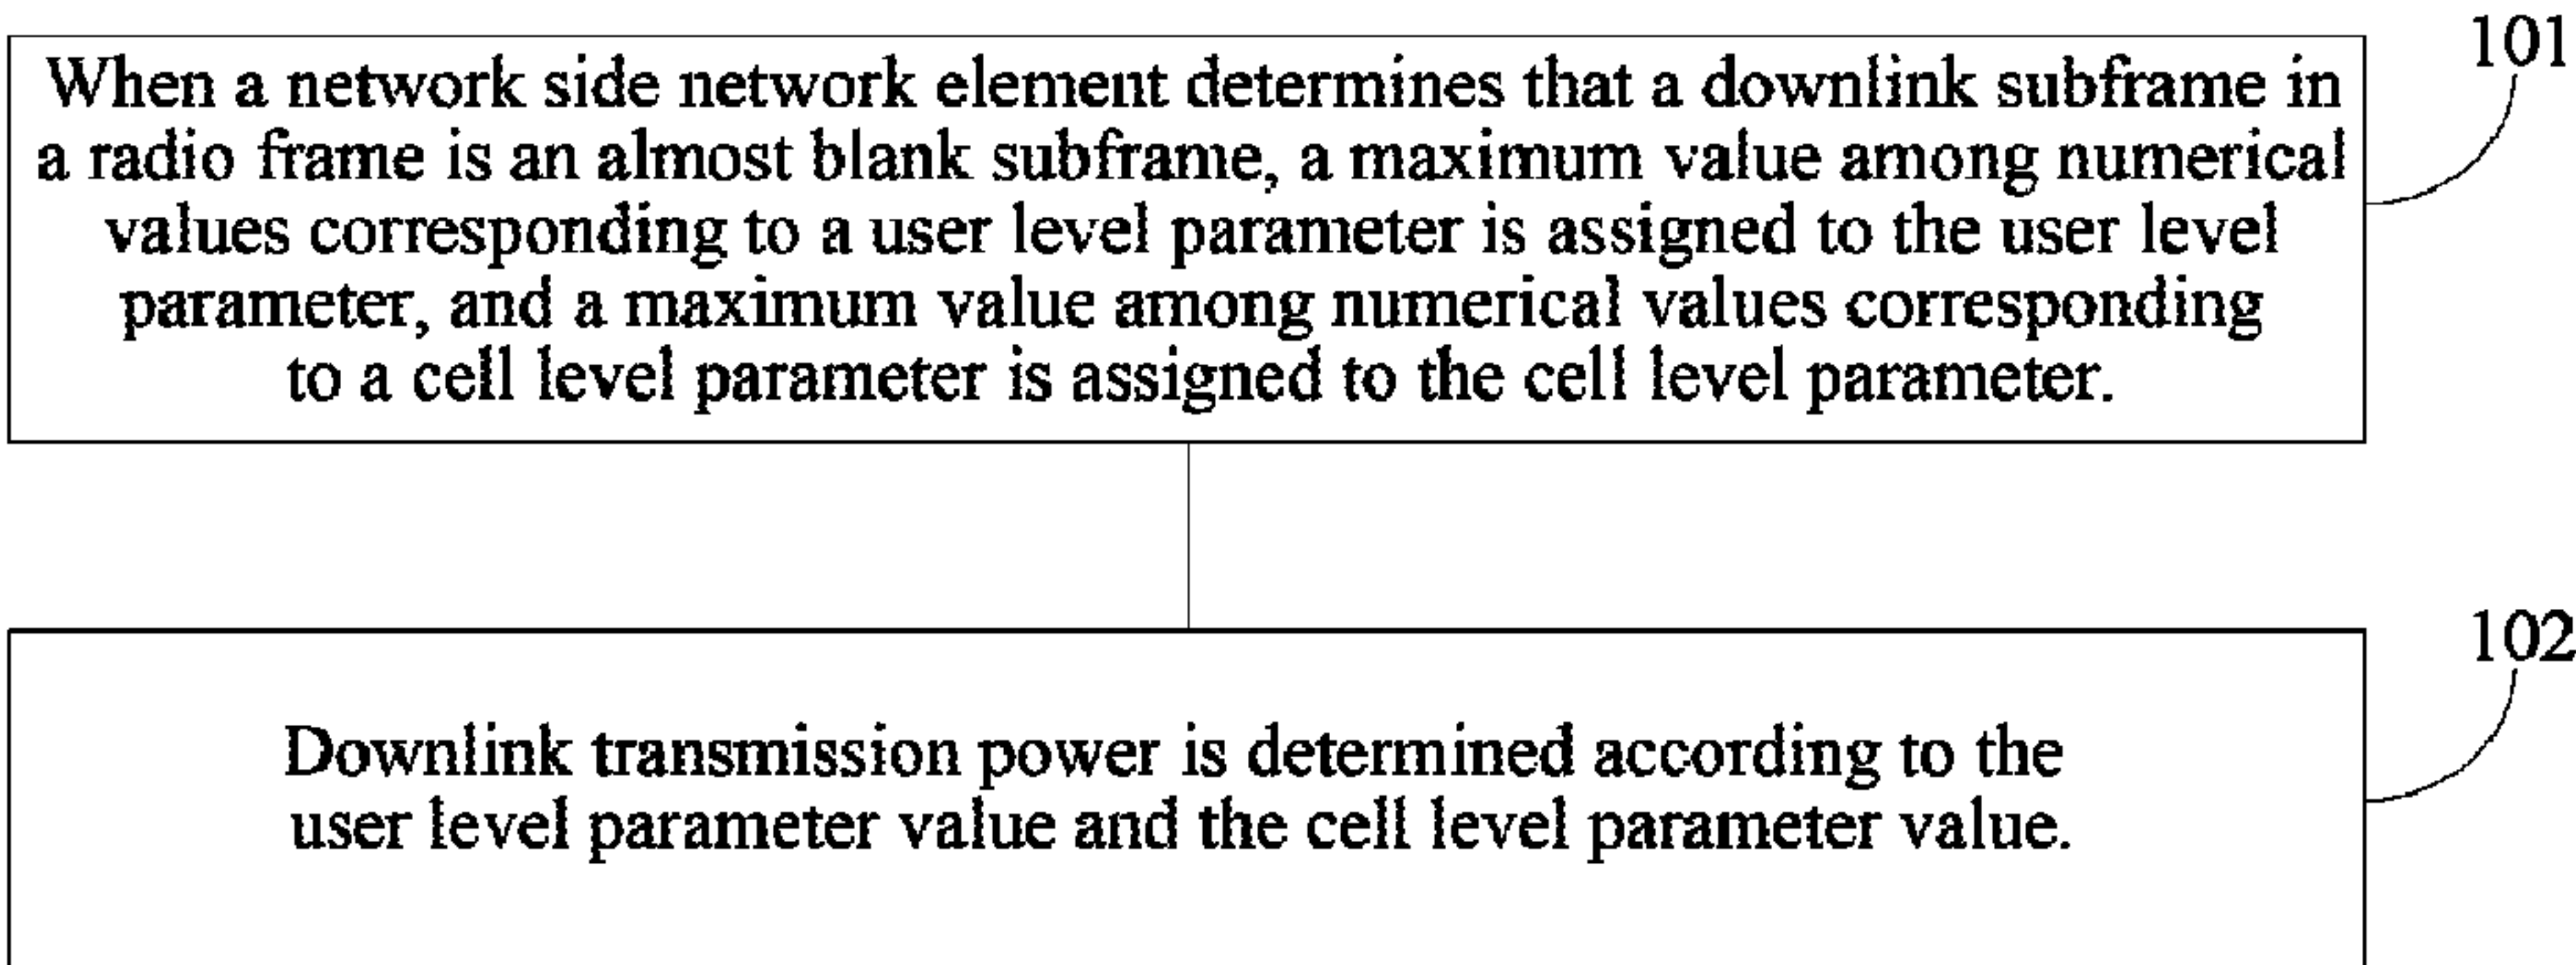 101
When a network side network element determines that a downlink subframe in
a radio frame is an almost blank subframe, a maximum value among numerical
values corresponding to a user level parameter is assigned to the user level
parameter, and a maximum value among numerical values corresponding
to a cell level parameter is assigned to the cell level parameter.
102
Downlink transmission power is determined according to the
user level parameter value and the cell level parameter value.